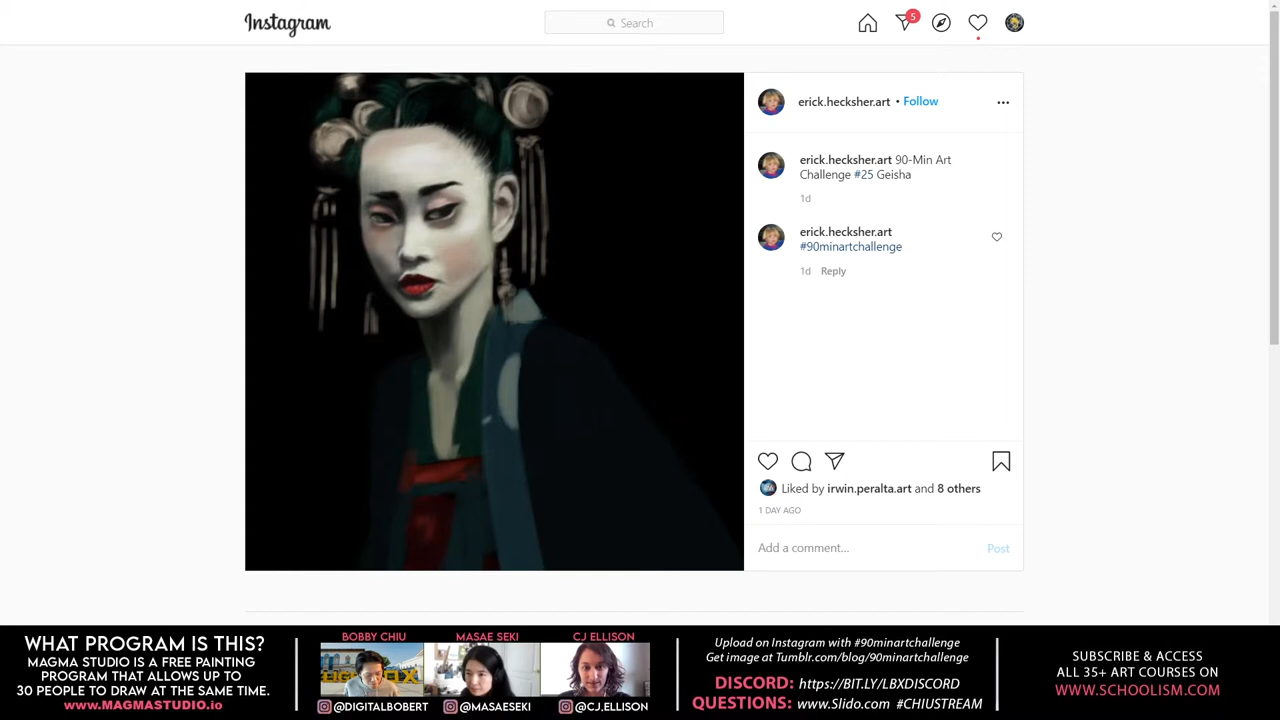 Instagram
Search
5
erick.hecksher.art • Follow
erick.hecksher.art 90-Min Art
Challenge #25 Geisha
1d
erick.hecksher.art
#90minartchallenge
1d Reply
Liked by irwin.peralta.art and 8 others
1 DAY AGO
Add a comment...
Post
WHAT PROGRAM IS THIS?
MAGMA STUDIO IS A FREE PAINTING
PROGRAM THAT ALLOWS UP TO
30 PEOPLE TO DRAW AT THE SAME TIME.
www.MAGMASTUDIO.io
BOBBY CHIU
MASAE SEKI
CJ ELLISON
@DIGITALBOBERT
@MASAESEKI
@CJ.ELLISON
Upload on Instagram with #90minartchallenge
Get image at Tumblr.com/blog/90minartchallenge
DISCORD: https://BIT.LY/LBXDISCORD
QUESTIONS: www.Slido.com #CHIUSTREAM
SUBSCRIBE & ACCESS
ALL 35+ ART COURSES ON
WWW.SCHOOLISM.COM